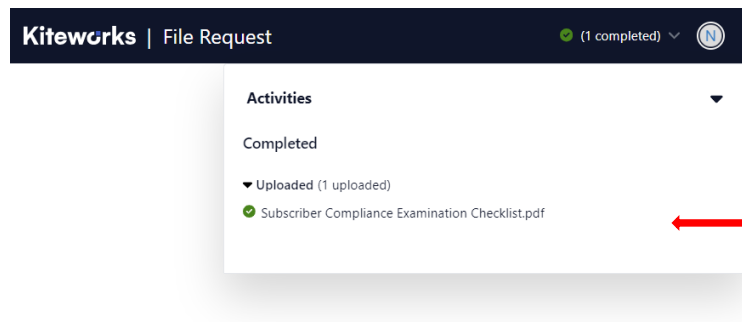 Kiteworks | File Request (1 completed) N
Activities
Completed
Uploaded (1 uploaded)
Subscriber Compliance Examination Checklist.pdf